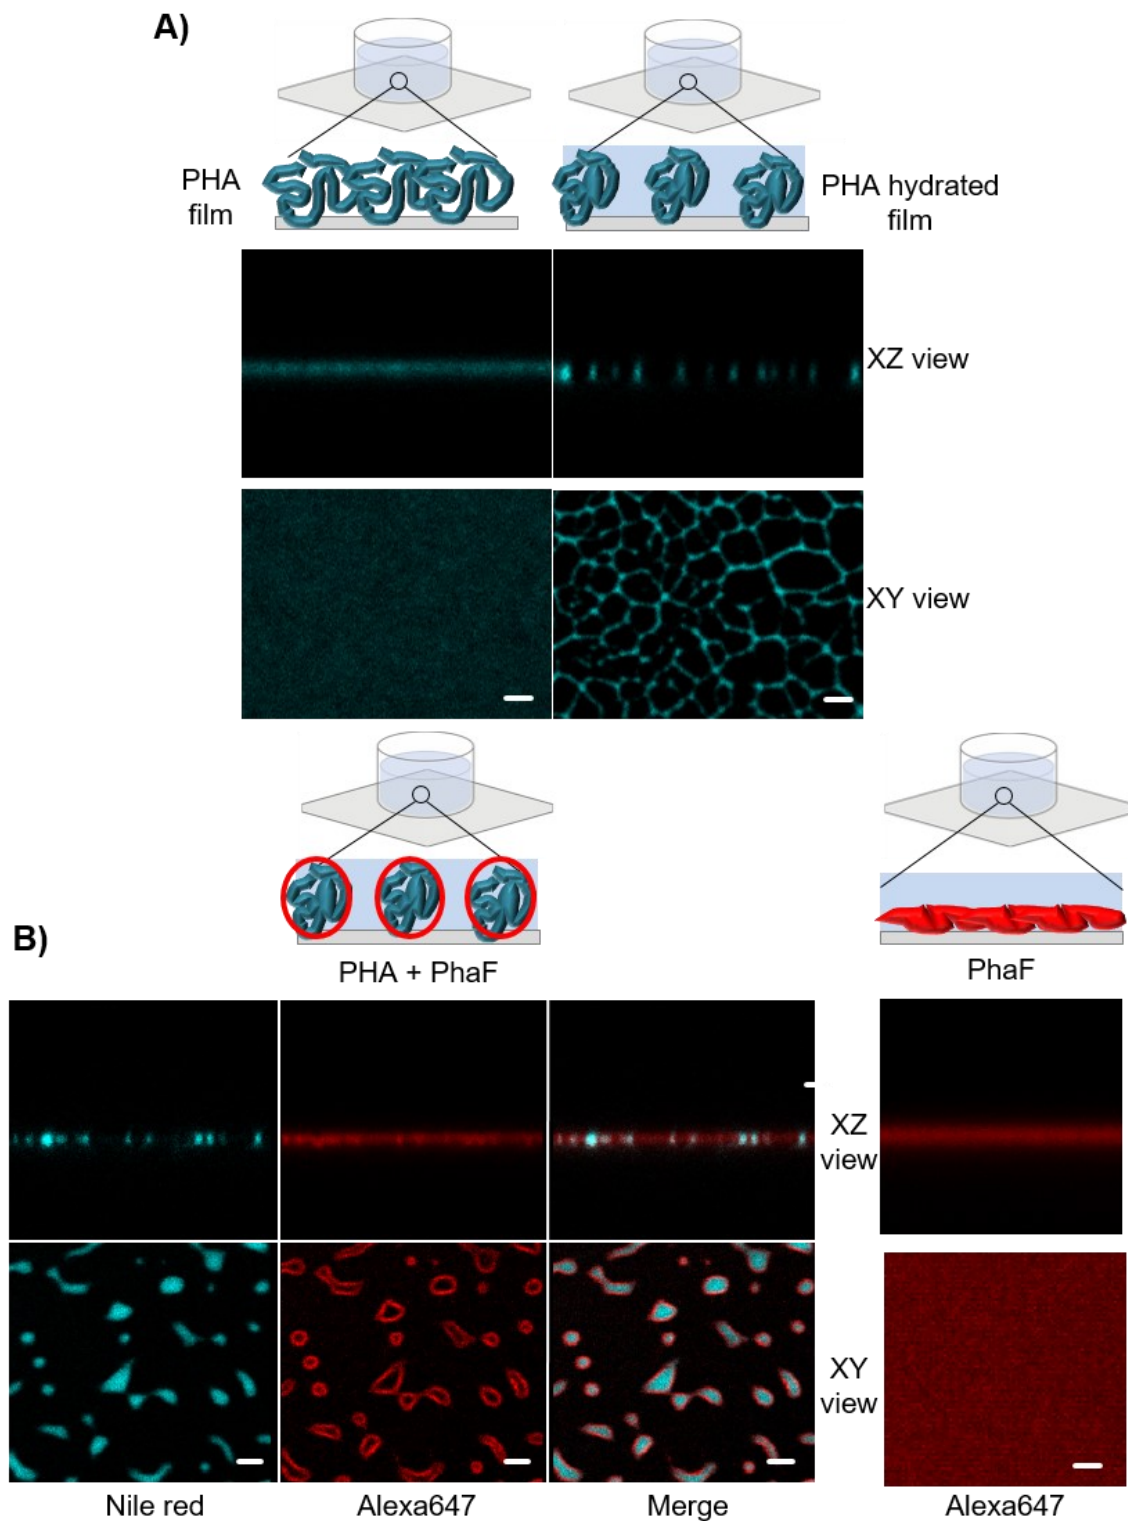 A)
PHA
film
PHA hydrated
film
XZ view
XY view
B)
PHA + PhaF
PhaF
XZ
view
XY
view
Nile red
Alexa647
Merge
Alexa647